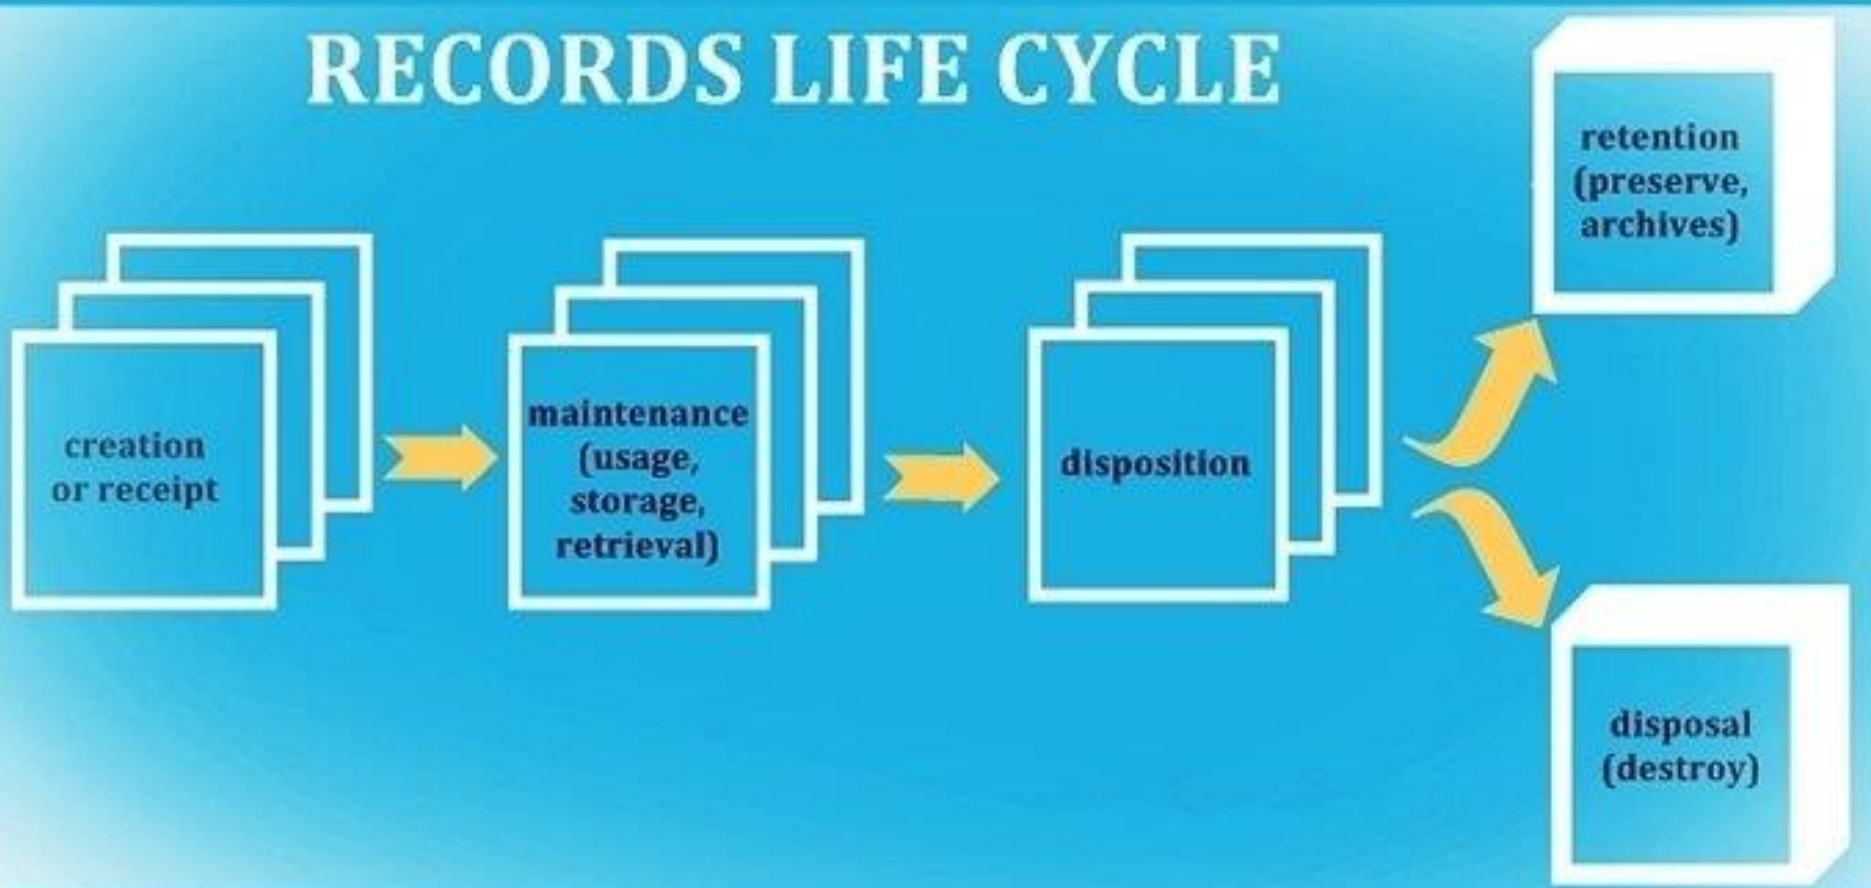 RECORDS LIFE CYCLE
creation
or receipt
maintenance
(usage,
storage,
retrieval)
disposition
retention
(preserve,
archives)
disposal
(destroy)